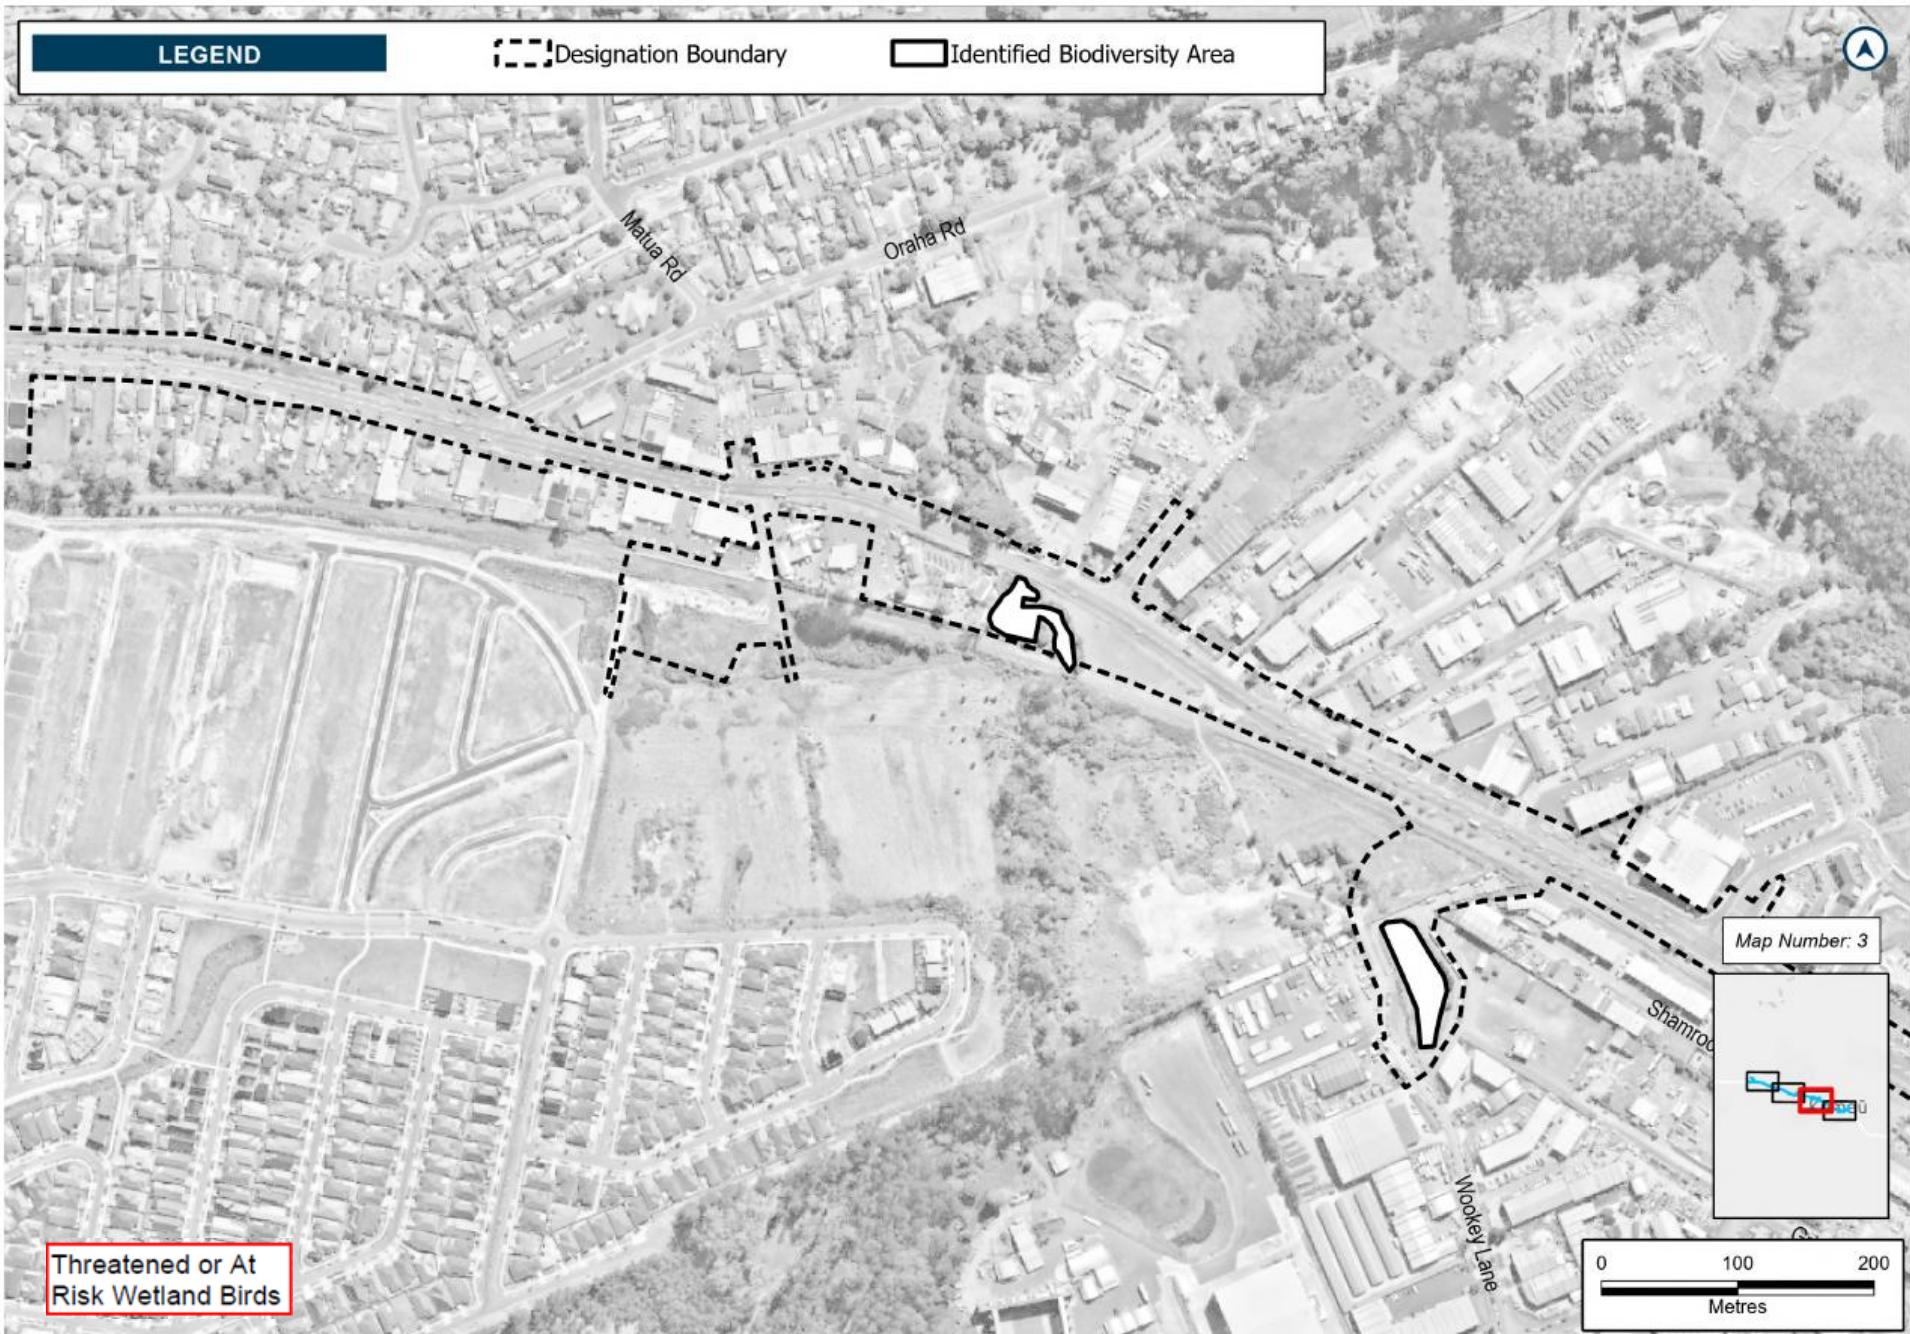 LEGEND
Designation Boundary
Identified Biodiversity Area
Matua Rd
Oraha Rd
Map Number: 3
Shamroc
Wookey Lane
Threatened or At
Risk Wetland Birds
0 100 200
Metres